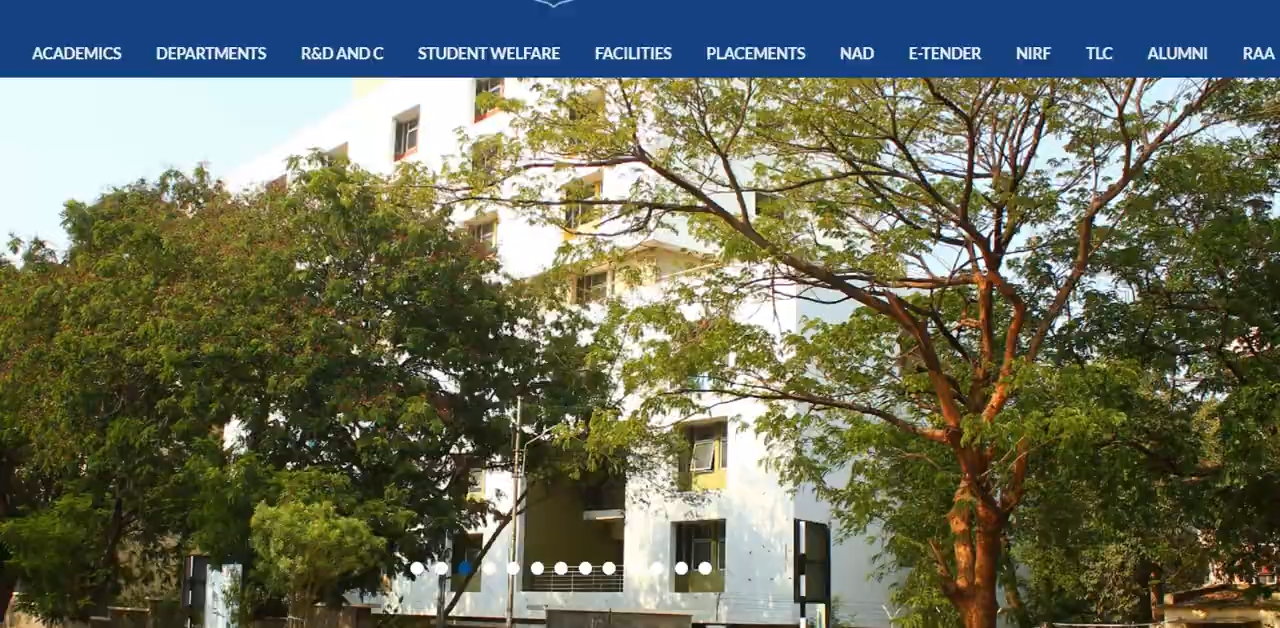 ACADEMICS DEPARTMENTS R&D AND C STUDENT WELFARE FACILITIES PLACEMENTS NAD E-TENDER NIRF TLC ALUMNI RAA